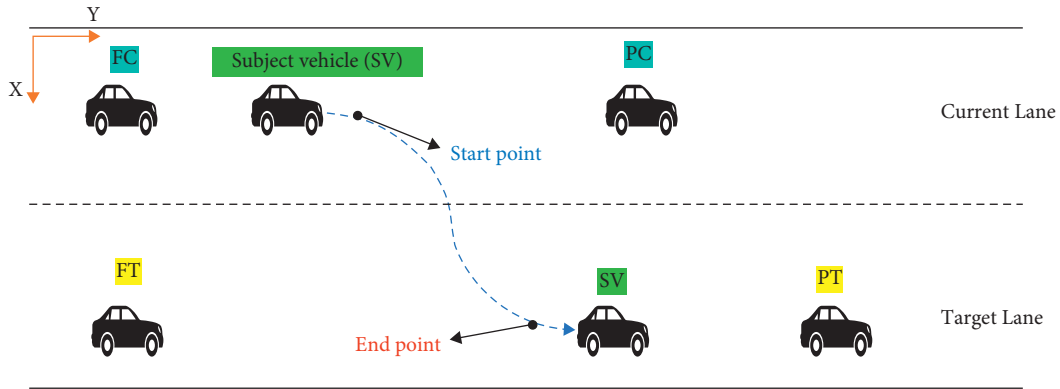 Y
X
FC
Subject vehicle (SV)
PC
Current Lane
Start point
FT
SV
PT
Target Lane
End point